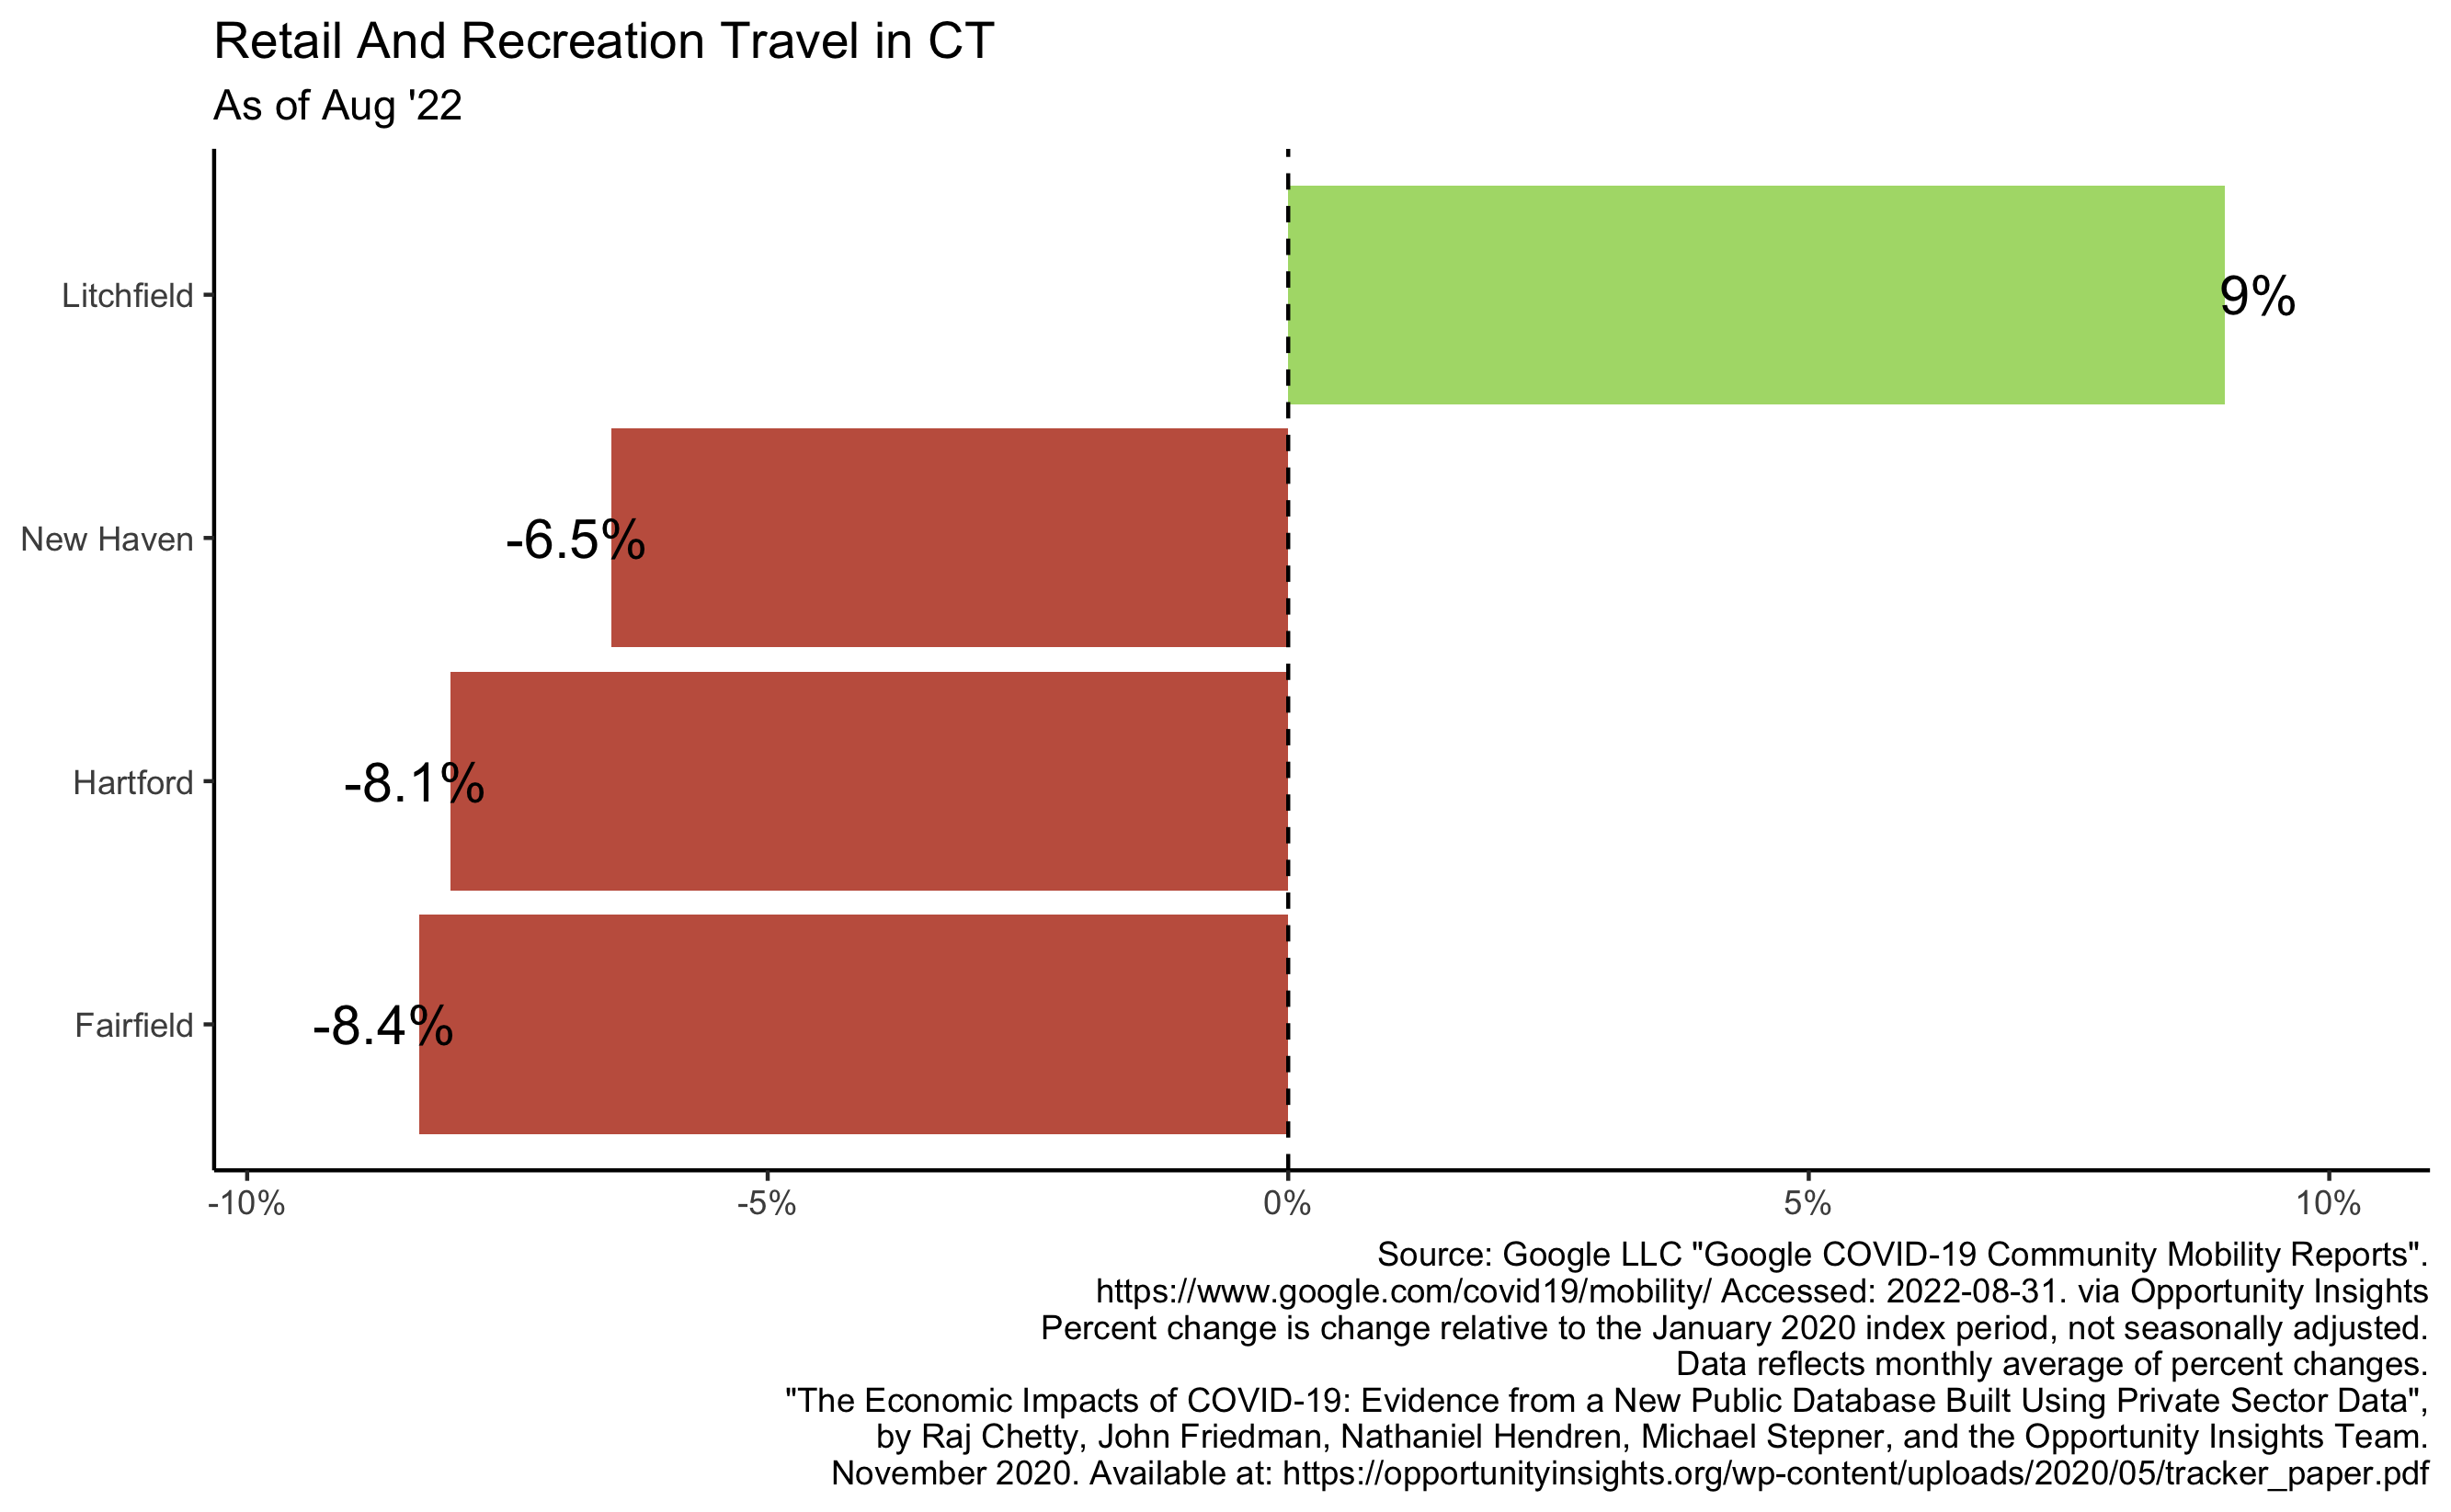 Retail And Recreation Travel in CT
As of Aug '22
Litchfield
9%
New Haven
-6.5%
Hartford
-8.1%
Fairfield
-8.4%
-10%
-5%
0%
5%
10%
Source: Google LLC "Google COVID-19 Community Mobility Reports".
https://www.google.com/covid19/mobility/ Accessed: 2022-08-31. via Opportunity Insights
Percent change is change relative to the January 2020 index period, not seasonally adjusted.
Data reflects monthly average of percent changes.
"The Economic Impacts of COVID-19: Evidence from a New Public Database Built Using Private Sector Data",
by Raj Chetty, John Friedman, Nathaniel Hendren, Michael Stepner, and the Opportunity Insights Team.
November 2020. Available at: https://opportunityinsights.org/wp-content/uploads/2020/05/tracker_paper.pdf